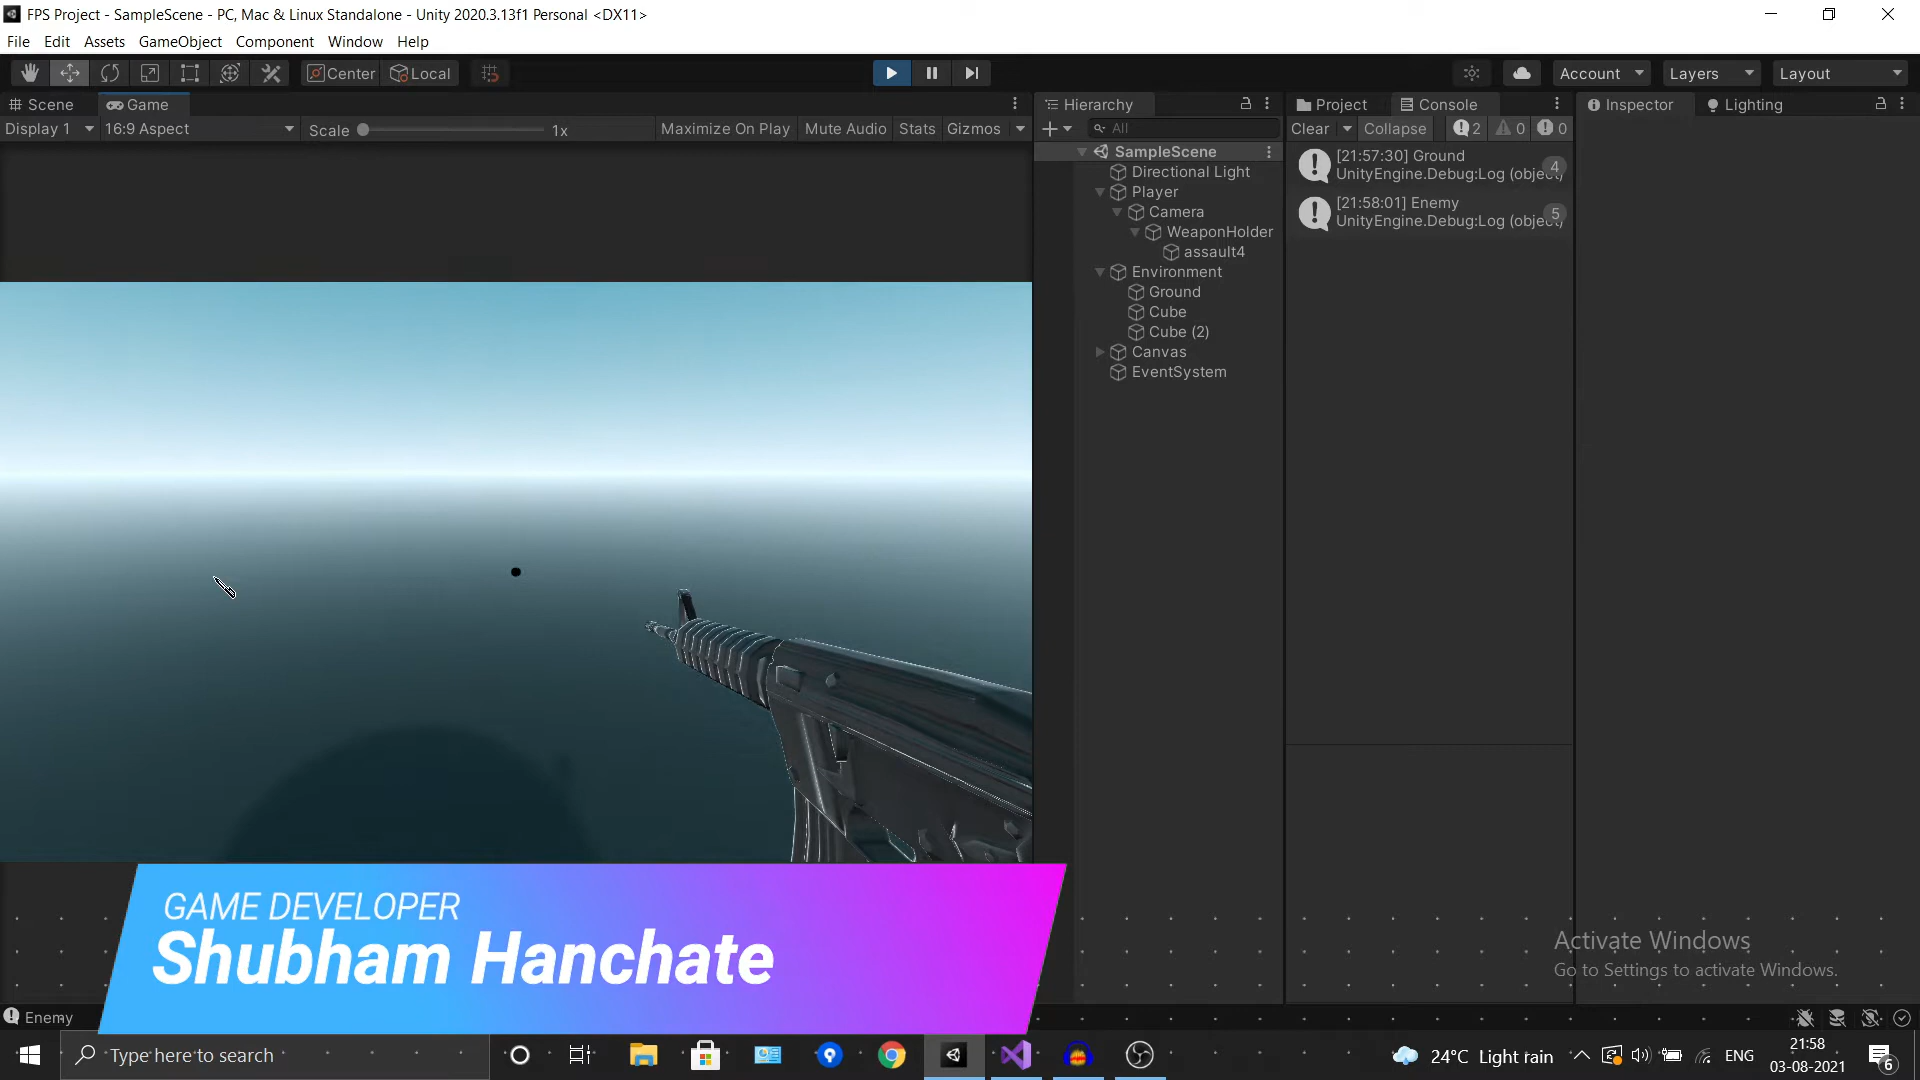 FPS Project - SampleScene - PC, Mac & Linux Standalone - Unity 2020.3.13f1 Personal <DX11>
File Edit Assets GameObject Component Window Help
Center Local Account Layers Layout
Scene Game Hierarchy Project Console Inspector Lighting
Display 1 16:9 Aspect Scale 1x Maximize On Play Mute Audio Stats Gizmos All Clear Collapse 2 0 0
SampleScene
Directional Light
Player
Camera
WeaponHolder
assault4
Environment
Ground
Cube
Cube (2)
Canvas
EventSystem
[21:57:30] Ground
UnityEngine.Debug:Log (object)
4
[21:58:01] Enemy
UnityEngine.Debug:Log (object)
5
GAME DEVELOPER
Shubham Hanchate
Activate Windows
Go to Settings to activate Windows.
Enemy
Type here to search
24°C Light rain
ENG
21:58
03-08-2021
6